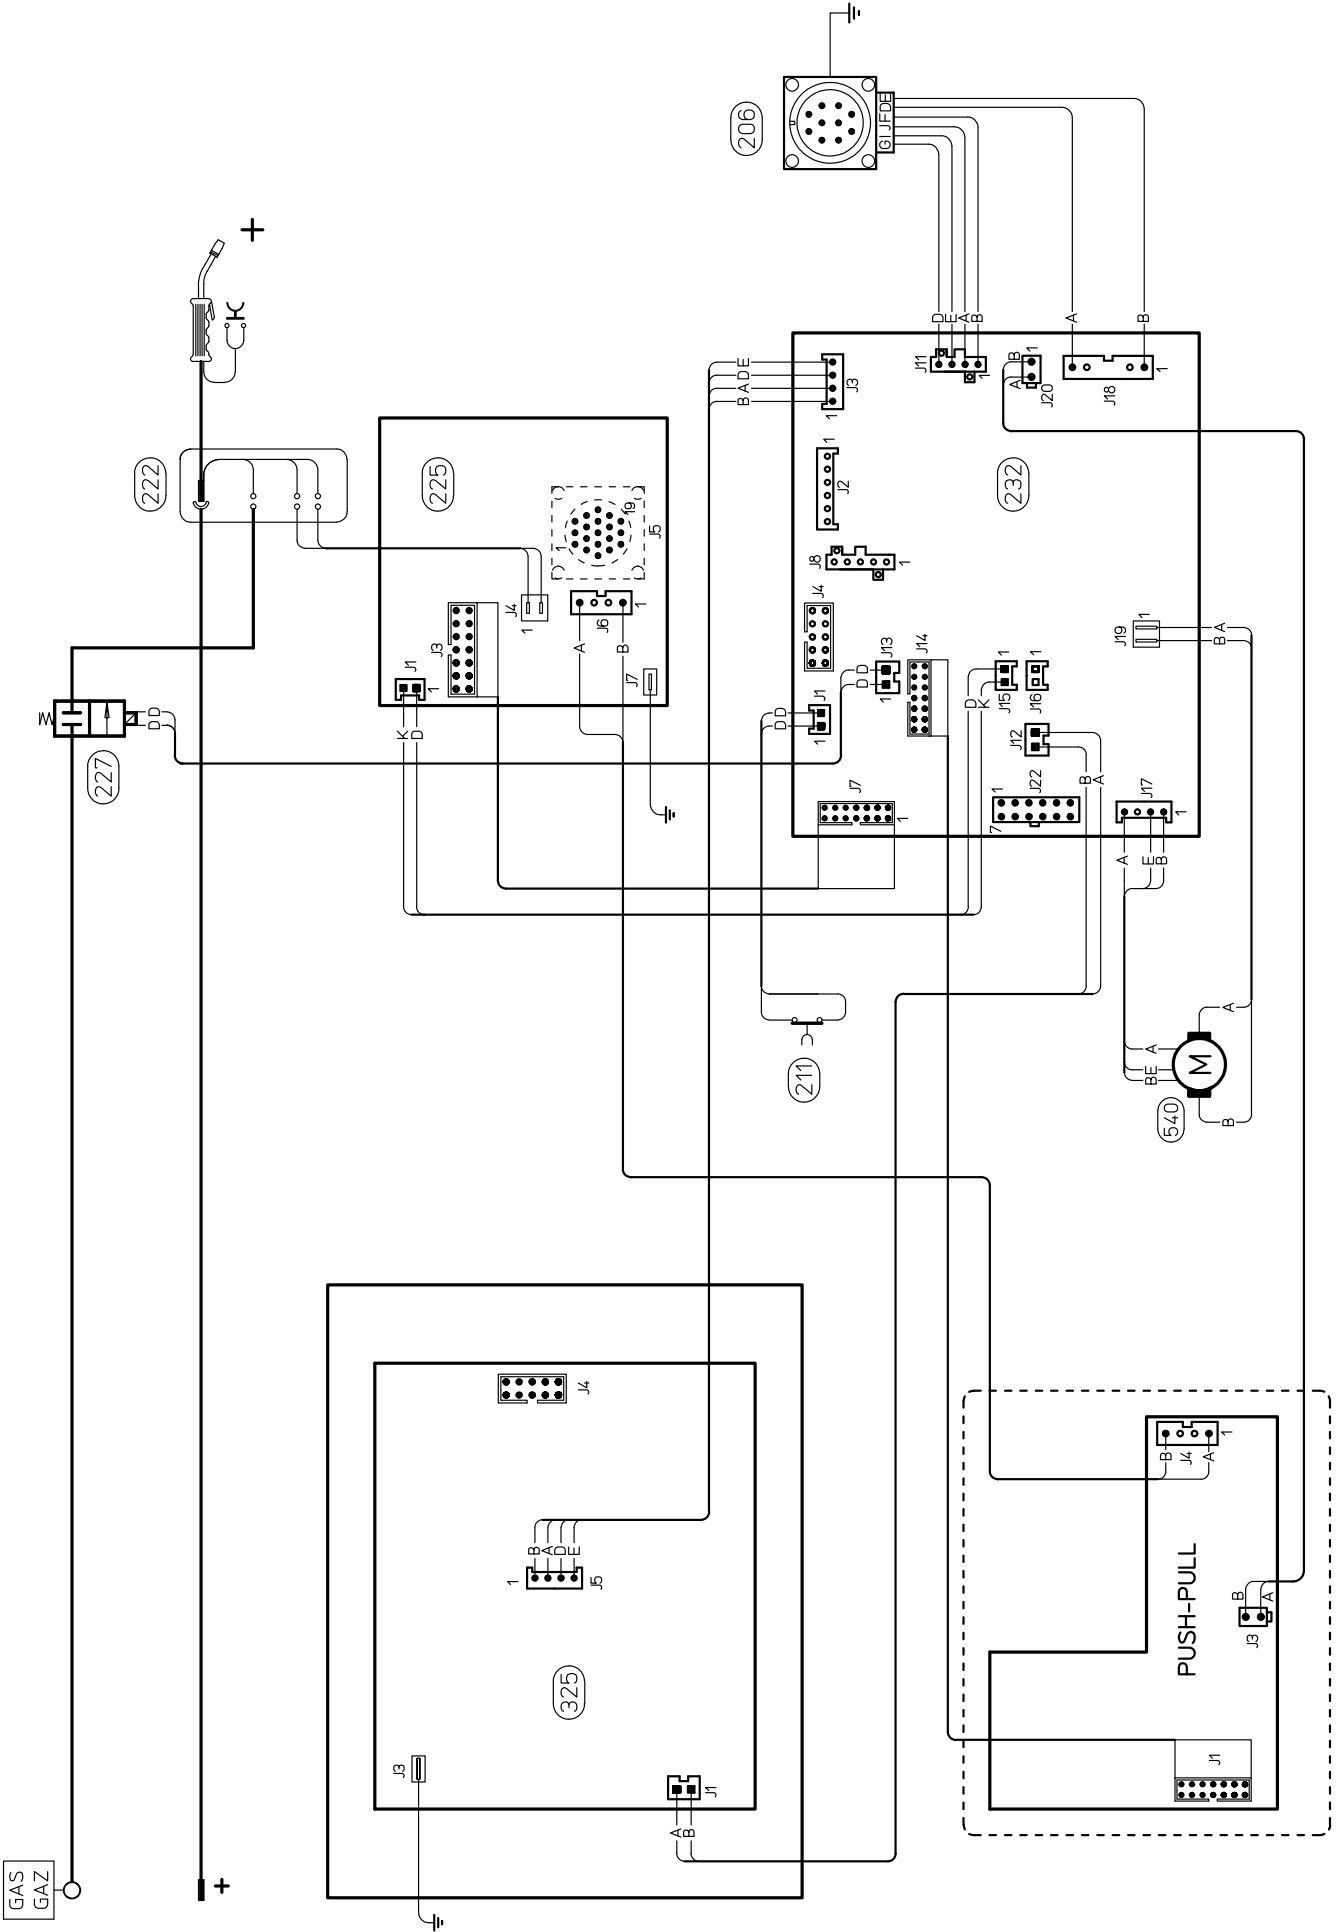 GAS
GAZ
+
+
222
227
D
D
206
E
D
F
J
I
G
225
J1
1
K
D
J3
J4
1
J5
1
19
J6
1
A
B
J7
232
J3
1
E
D
A
B
J2
1
J8
1
J4
J1
1
D
D
J13
D
D
J14
J7
1
J11
1
D
E
A
B
J20
1
A
B
J18
1
A
B
J15
1
D
K
J16
1
J12
B
A
J22
1
7
J17
1
A
E
B
J19
1
A
B
211
540
M
A
B
E
A
B
325
J4
J5
1
B
A
D
E
J3
J1
A
B
PUSH-PULL
J4
1
B
A
J3
B
A
J1